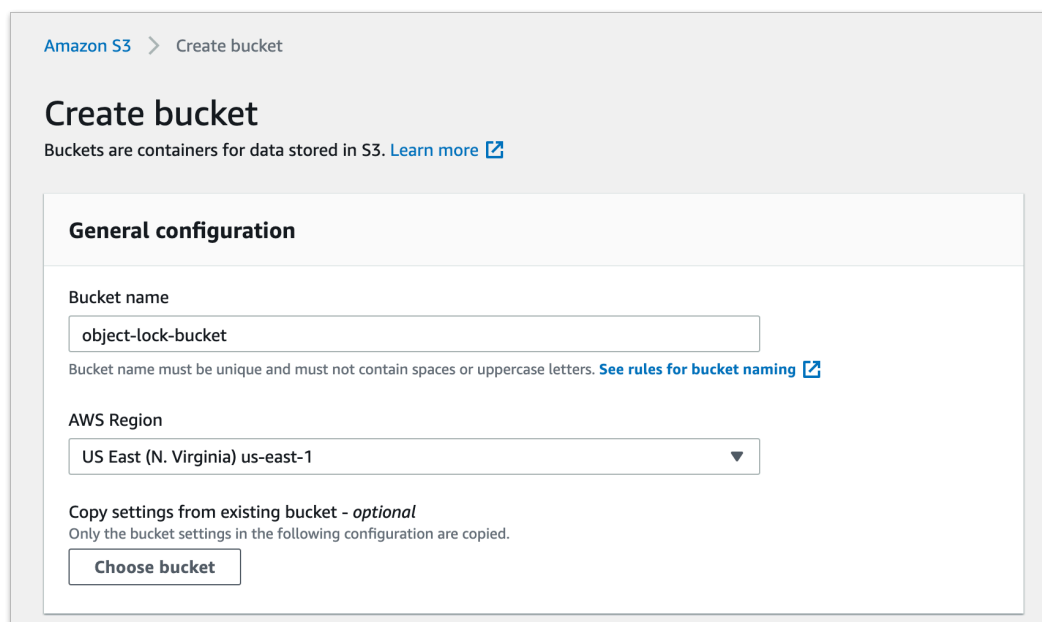 Amazon S3 > Create bucket
Create bucket
Buckets are containers for data stored in S3. Learn more
General configuration
Bucket name
object-lock-bucket
Bucket name must be unique and must not contain spaces or uppercase letters. See rules for bucket naming
AWS Region
US East (N. Virginia) us-east-1
Copy settings from existing bucket - optional
Only the bucket settings in the following configuration are copied.
Choose bucket